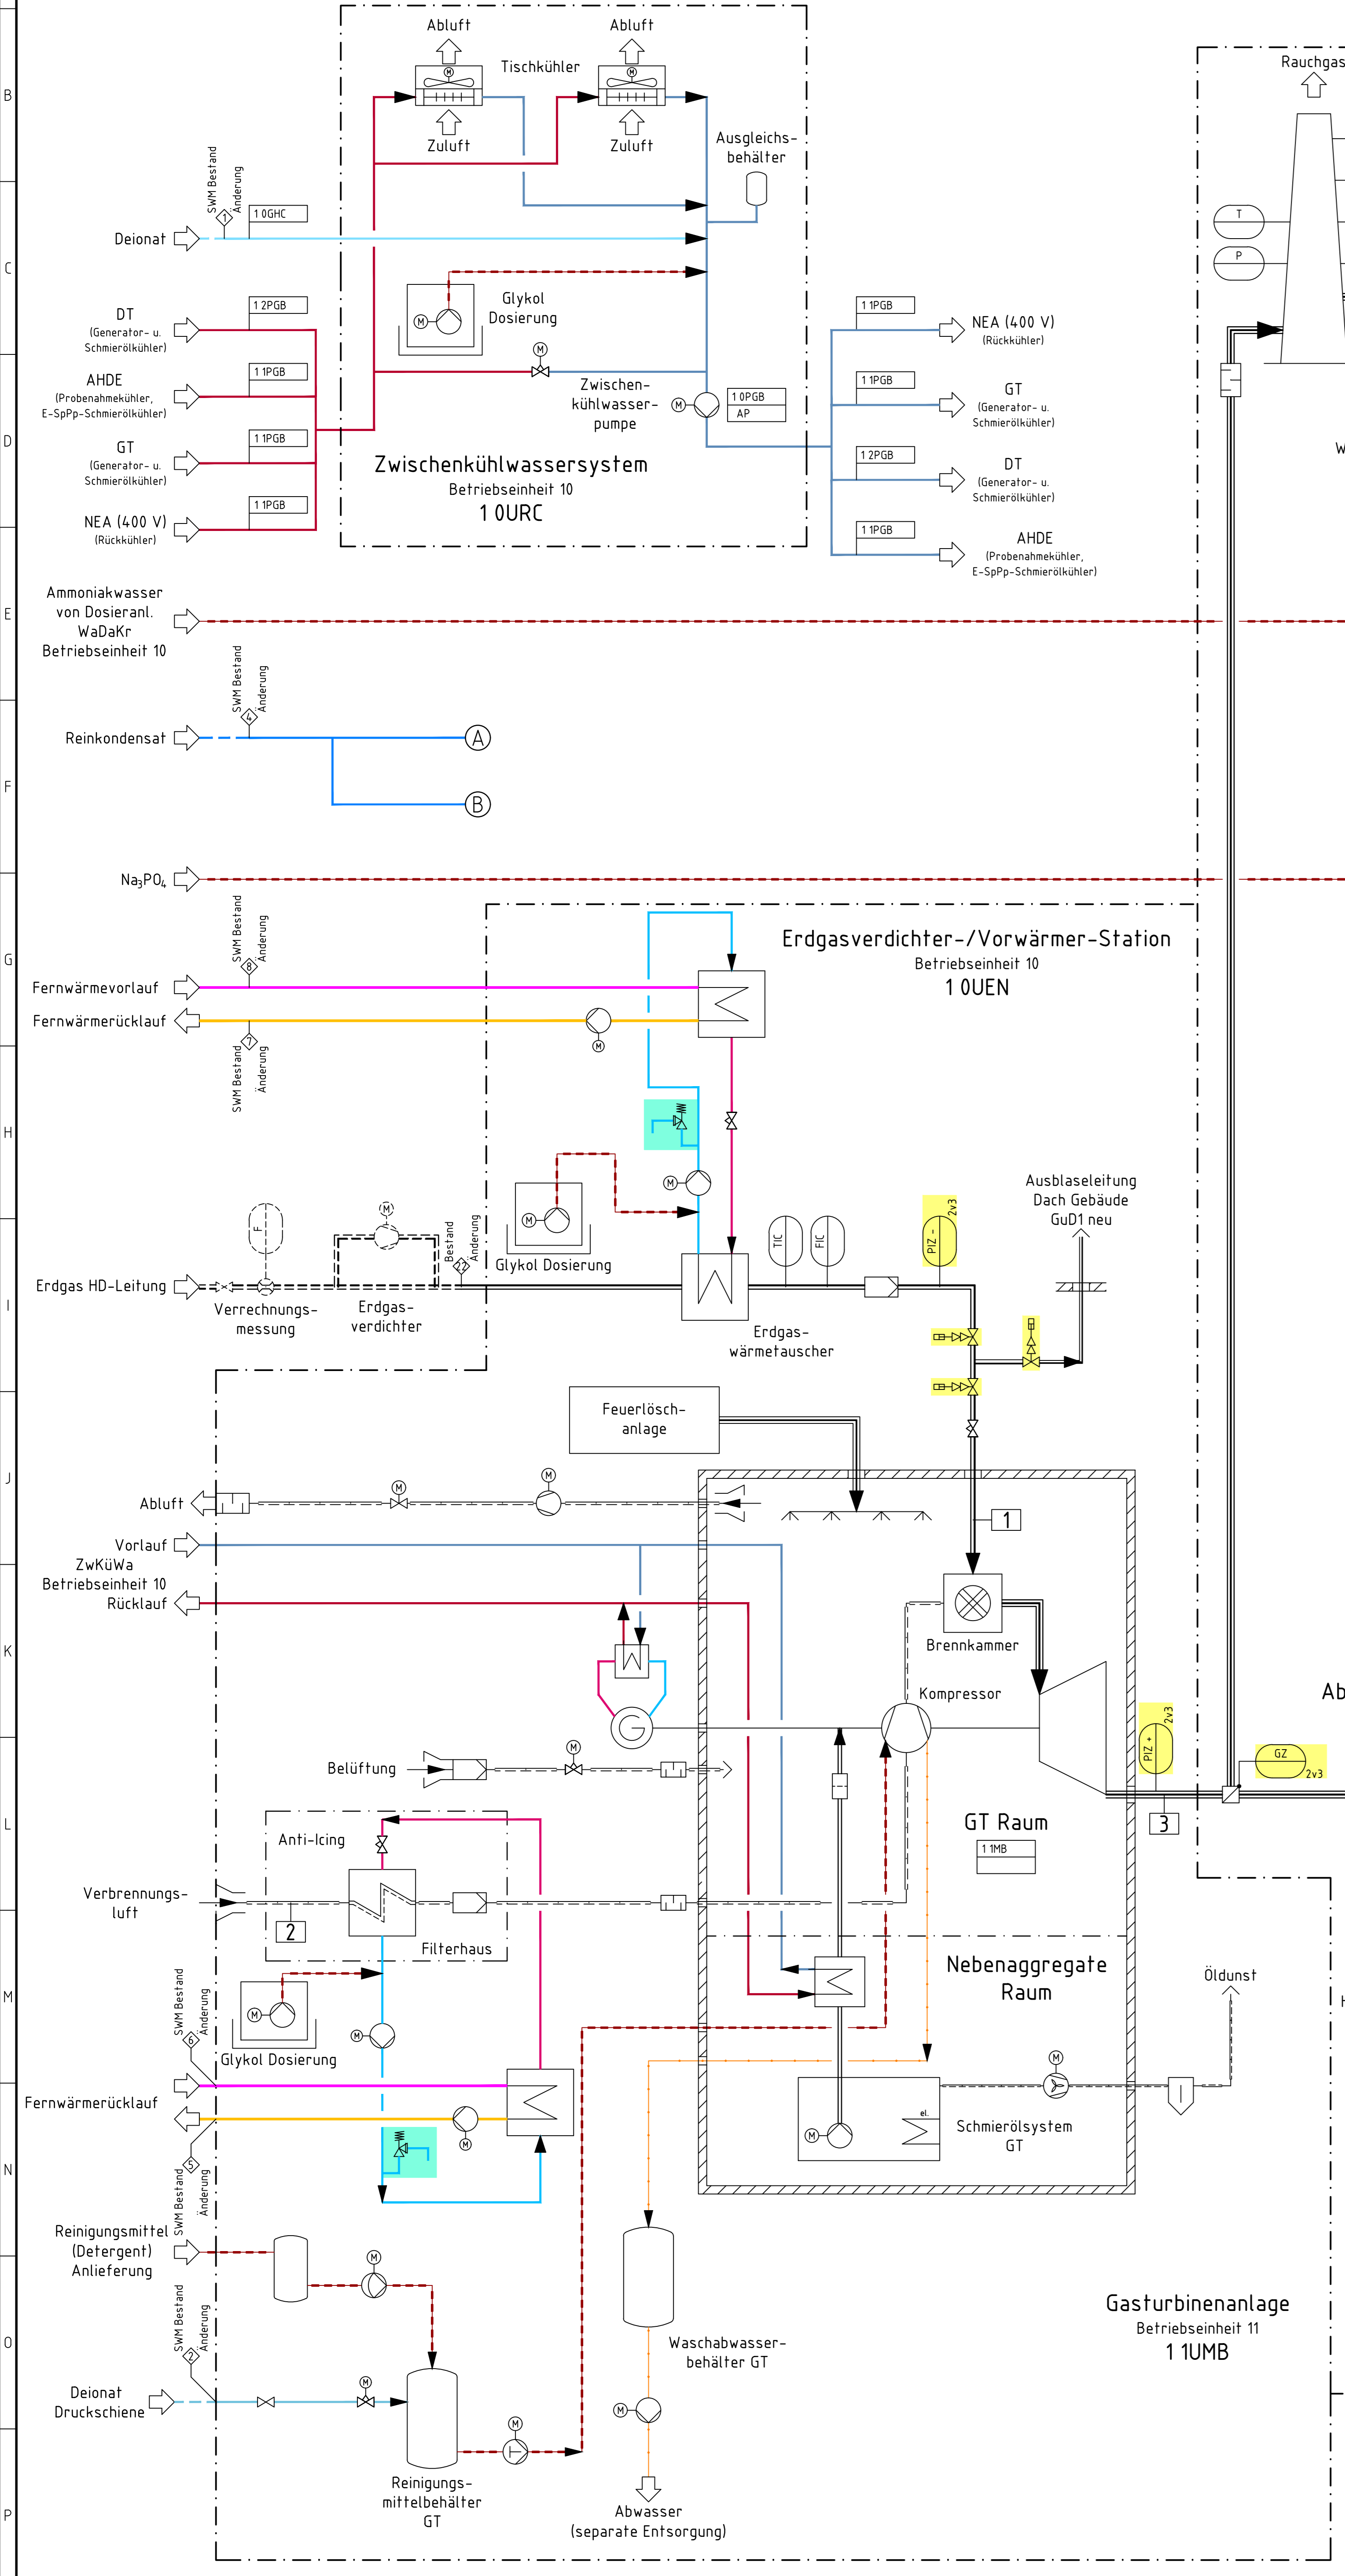 B
C
D
E
F
G
H
I
J
K
L
M
N
O
P
Abluft
Abluft
M
M
Tischkühler
Zuluft
Zuluft
Ausgleichs-
behälter
SWM Bestand
Änderung
1
1 0GHC
Deionat
DT
(Generator- u.
Schmierölkühler)
1 2PGB
AHDE
(Probenahmekühler,
E-SpPp-Schmierölkühler)
1 1PGB
GT
(Generator- u.
Schmierölkühler)
1 1PGB
NEA (400 V)
(Rückkühler)
1 1PGB
M
Glykol
Dosierung
M
Zwischen-
kühlwasser-
pumpe
M
1 0PGB
AP
Zwischenkühlwassersystem
Betriebseinheit 10
1 0URC
1 1PGB
NEA (400 V)
(Rückkühler)
1 1PGB
GT
(Generator- u.
Schmierölkühler)
1 2PGB
DT
(Generator- u.
Schmierölkühler)
1 1PGB
AHDE
(Probenahmekühler,
E-SpPp-Schmierölkühler)
Rauchgas
T
P
W
Ammoniakwasser
von Dosieranl.
WaDaKr
Betriebseinheit 10
SWM Bestand
Änderung
4
Reinkondensat
A
B
Na₃PO₄
SWM Bestand
Änderung
8
Fernwärmevorlauf
Fernwärmerücklauf
7
SWM Bestand
Änderung
M
Erdgasverdichter-/Vorwärmer-Station
Betriebseinheit 10
1 0UEN
M
M
Glykol Dosierung
F
M
Bestand
Änderung
22
Erdgas HD-Leitung
Verrechnungs-
messung
Erdgas-
verdichter
TIC
FIC
PIZ -
2v3
Erdgas-
wärmetauscher
Ausblaseleitung
Dach Gebäude
GuD1 neu
Feuerlösch-
anlage
Abluft
M
M
1
Vorlauf
ZwKüWa
Betriebseinheit 10
Rücklauf
Brennkammer
Kompressor
G
Ab
PIZ +
2v3
GZ
2v3
3
Belüftung
M
GT Raum
1 1MB
Anti-Icing
Verbrennungs-
luft
2
Filterhaus
Nebenaggregate
Raum
Öldunst
H
M
Glykol Dosierung
M
SWM Bestand
Änderung
6
Fernwärmerücklauf
M
5
SWM Bestand
Änderung
M
el.
M
Schmierölsystem
GT
Reinigungsmittel
(Detergent)
Anlieferung
M
SWM Bestand
Änderung
2
Deionat
Druckschiene
M
M
Reinigungs-
mittelbehälter
GT
Waschabwasser-
behälter GT
M
Abwasser
(separate Entsorgung)
Gasturbinenanlage
Betriebseinheit 11
1 1UMB